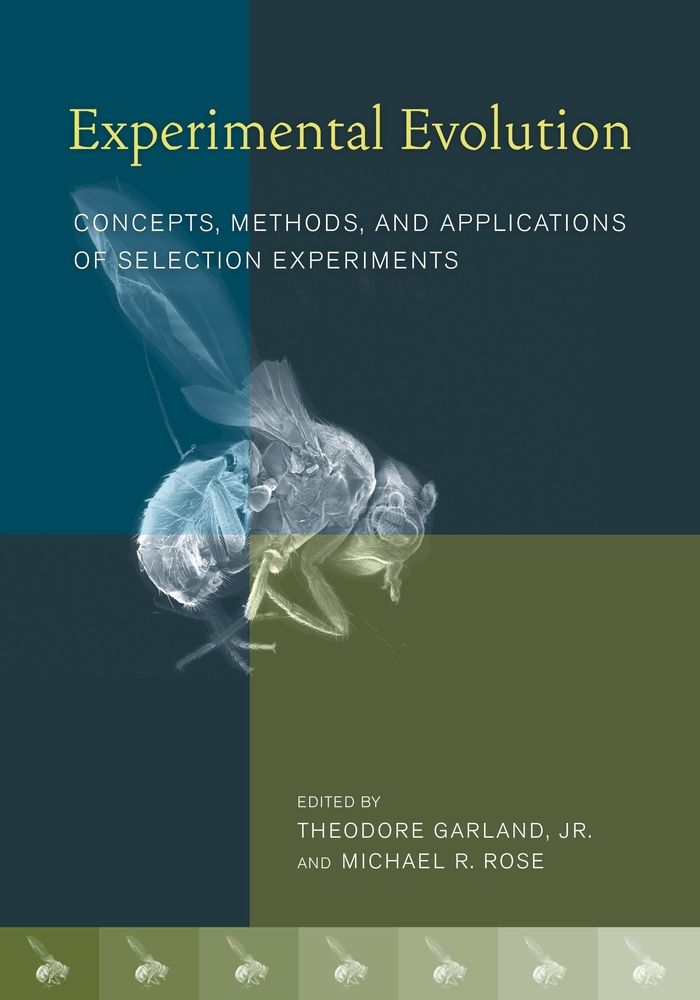 Experimental Evolution
CONCEPTS, METHODS, AND APPLICATIONS
OF SELECTION EXPERIMENTS
EDITED BY
THEODORE GARLAND, JR.
AND MICHAEL R. ROSE